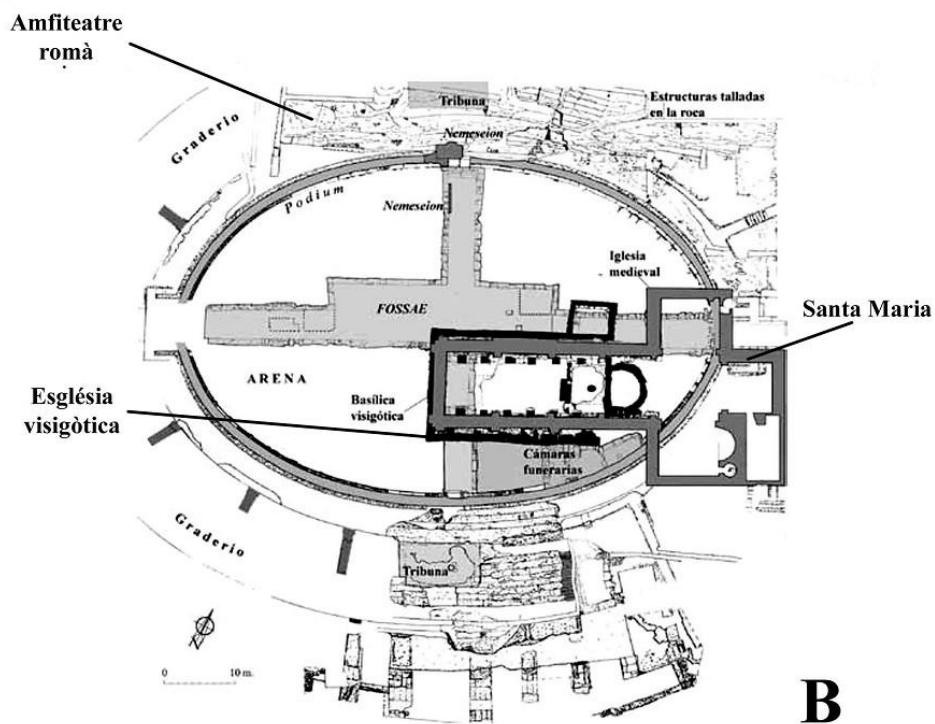 Amfiteatre
romà
Tribuna
Estructuras talladas
en la roca
Graderio
Nemeseion
Podium
Nemeseion
Iglesia
medieval
FOSSAE
Santa Maria
ARENA
Basílica
visigótica
Església
visigòtica
Cámaras
funerarias
Graderio
Tribuna
0 10 m.
B